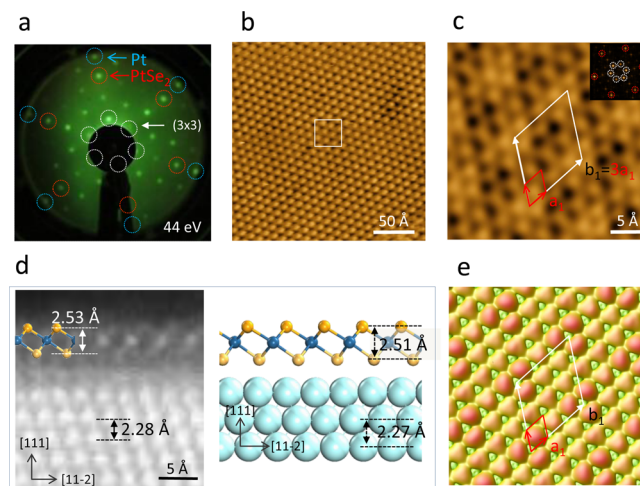 a
Pt
PtSe2
(3x3)
44 eV
b
50 Å
c
b1=3a1
a1
5 Å
d
2.53 Å
2.28 Å
[111]
[11-2]
5 Å
2.51 Å
[111]
2.27 Å
[11-2]
e
b1
a1